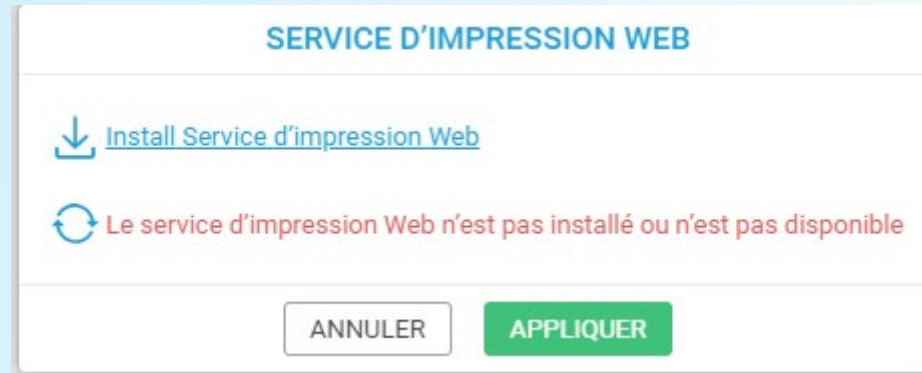 SERVICE D’IMPRESSION WEB
Install Service d’impression Web
Le service d’impression Web n’est pas installé ou n’est pas disponible
ANNULER
APPLIQUER